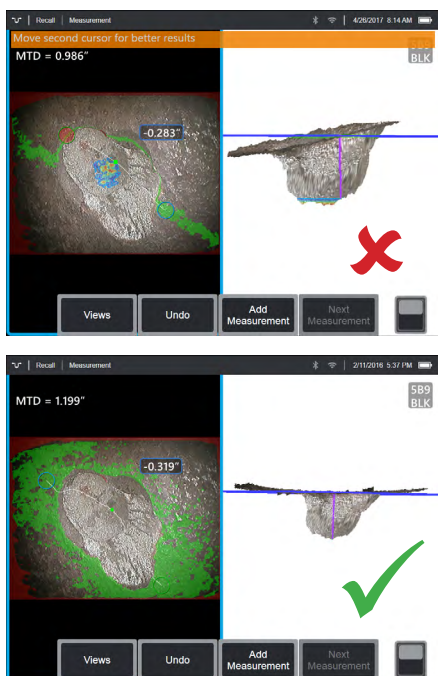 Recall | Measurement
4/26/2017 8:14 AM
Move second cursor for better results
MTD = 0.986"
BLK
-0.283"
Views
Undo
Add
Measurement
Next
Measurement
Recall | Measurement
2/11/2016 5:37 PM
MTD = 1.199"
5B9
BLK
-0.319"
Views
Undo
Add
Measurement
Next
Measurement